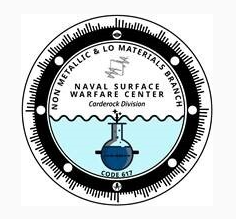 NON METALLIC & LO MATERIALS BRANCH
NAVAL SURFACE
WARFARE CENTER
Carderock Division
CODE 617